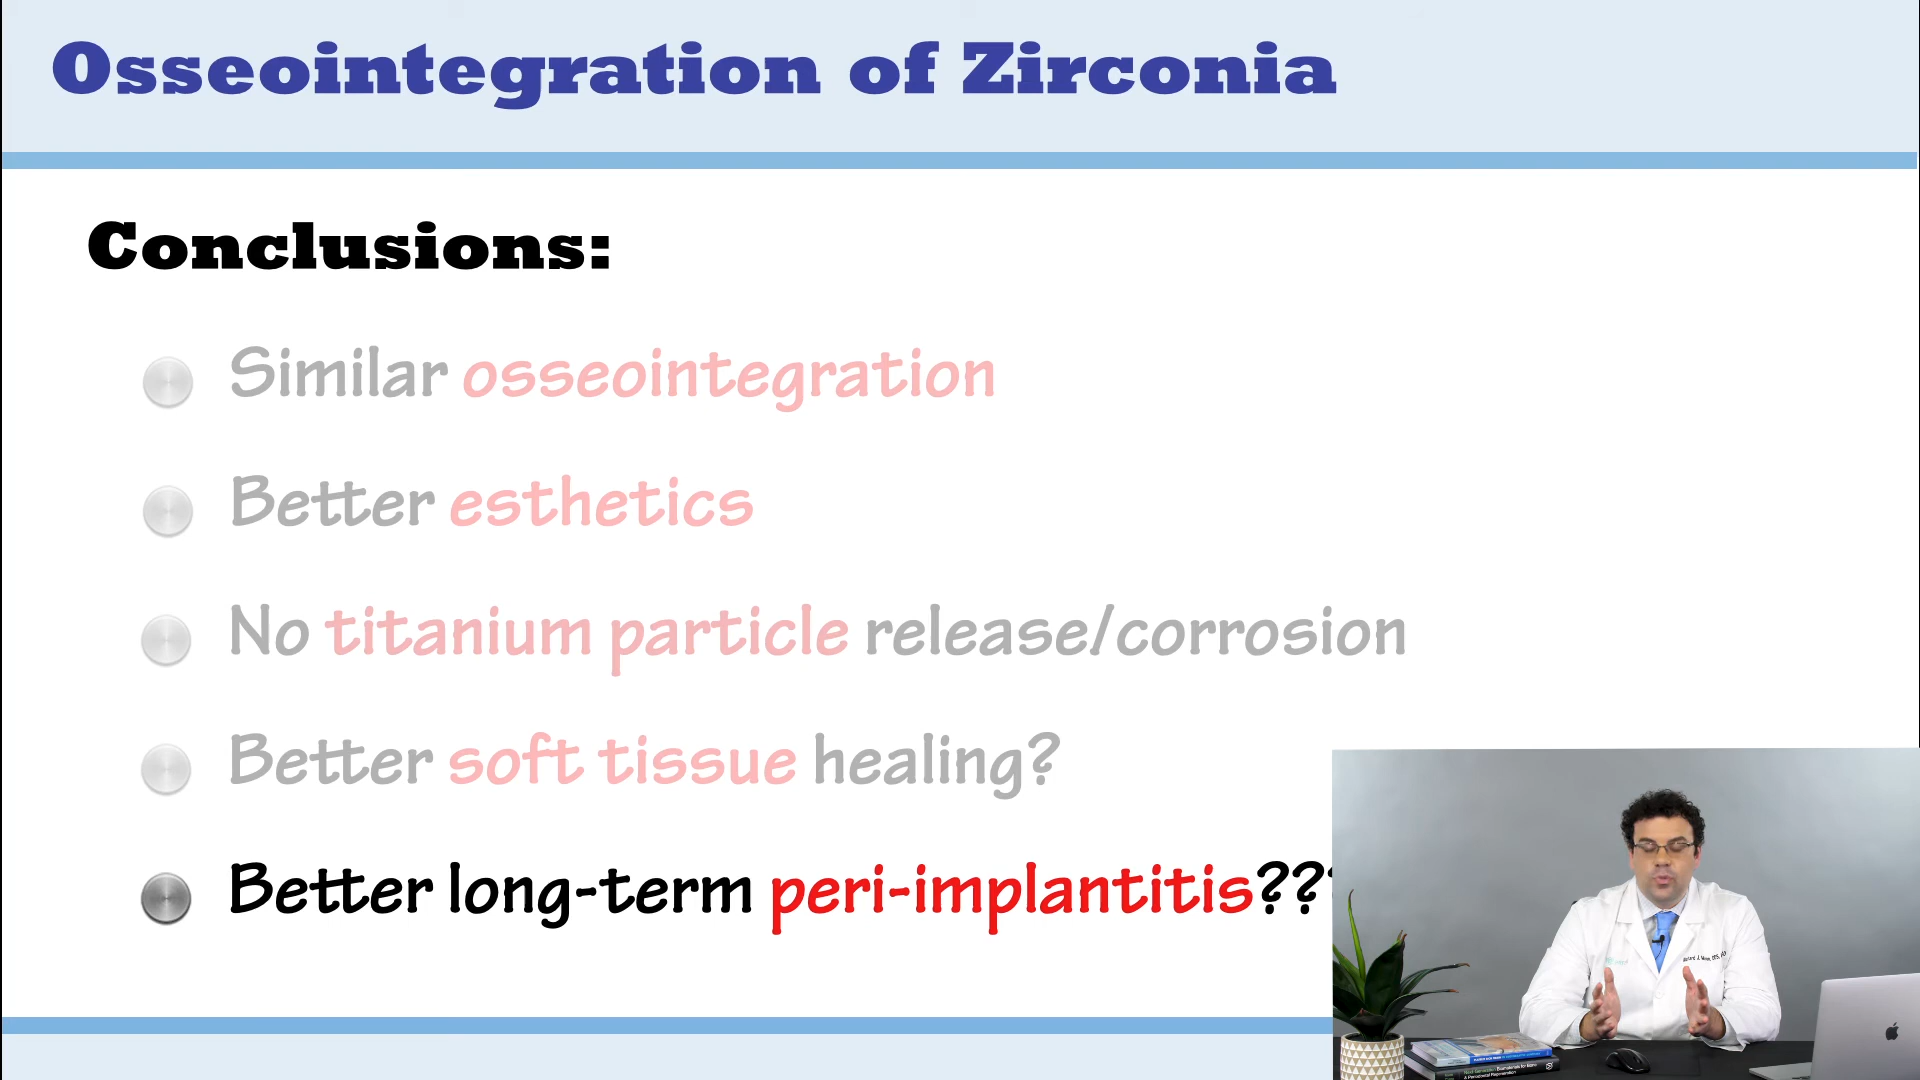 Osseointegration of Zirconia
Conclusions:
Similar osseointegration
Better esthetics
No titanium particle release/corrosion
Better soft tissue healing?
Better long-term peri-implantitis???